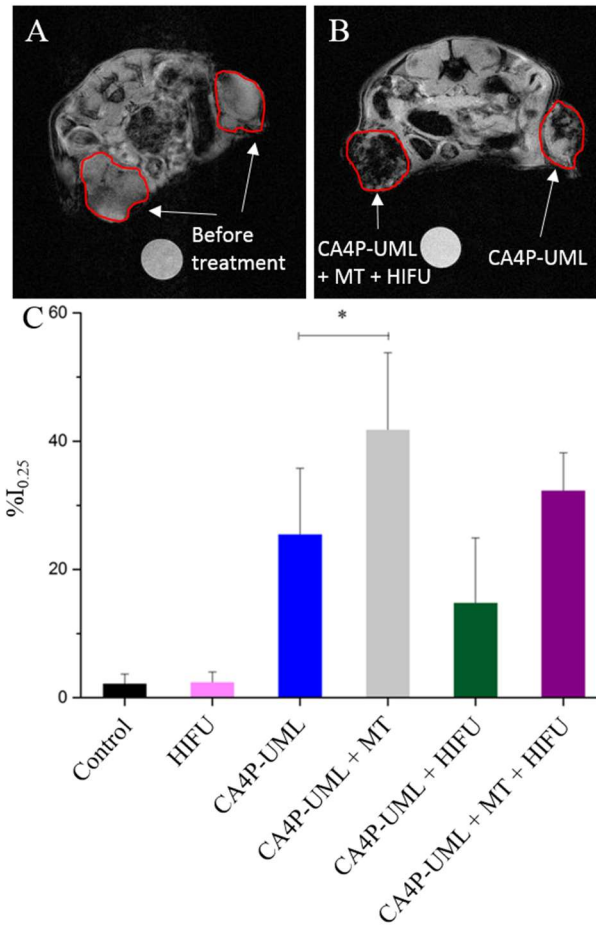 A
Before
treatment
B
CA4P-UML
+ MT + HIFU
CA4P-UML
C
60
40
20
0
%I0.25
*
Control
HIFU
CA4P-UML
CA4P-UML + MT
CA4P-UML + HIFU
CA4P-UML + MT + HIFU